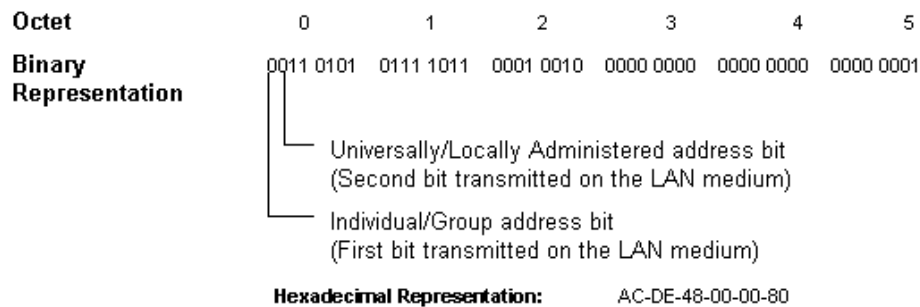 Octet 0 1 2 3 4 5
Binary Representation 0011 0101 0111 1011 0001 0010 0000 0000 0000 0000 0000 0001
Universally/Locally Administered address bit
(Second bit transmitted on the LAN medium)
Individual/Group address bit
(First bit transmitted on the LAN medium)
Hexadecimal Representation: AC-DE-48-00-00-80